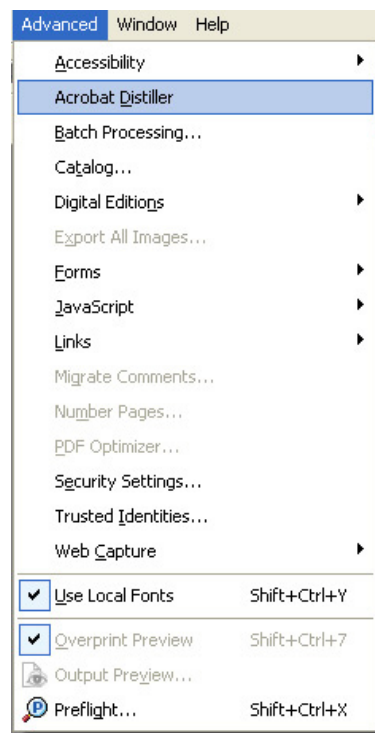 Advanced Window Help
Accessibility
Acrobat Distiller
Batch Processing...
Catalog...
Digital Editions
Export All Images...
Forms
JavaScript
Links
Migrate Comments...
Number Pages...
PDF Optimizer...
Security Settings...
Trusted Identities...
Web Capture
Use Local Fonts Shift+Ctrl+Y
Overprint Preview Shift+Ctrl+7
Output Preview...
Preflight... Shift+Ctrl+X